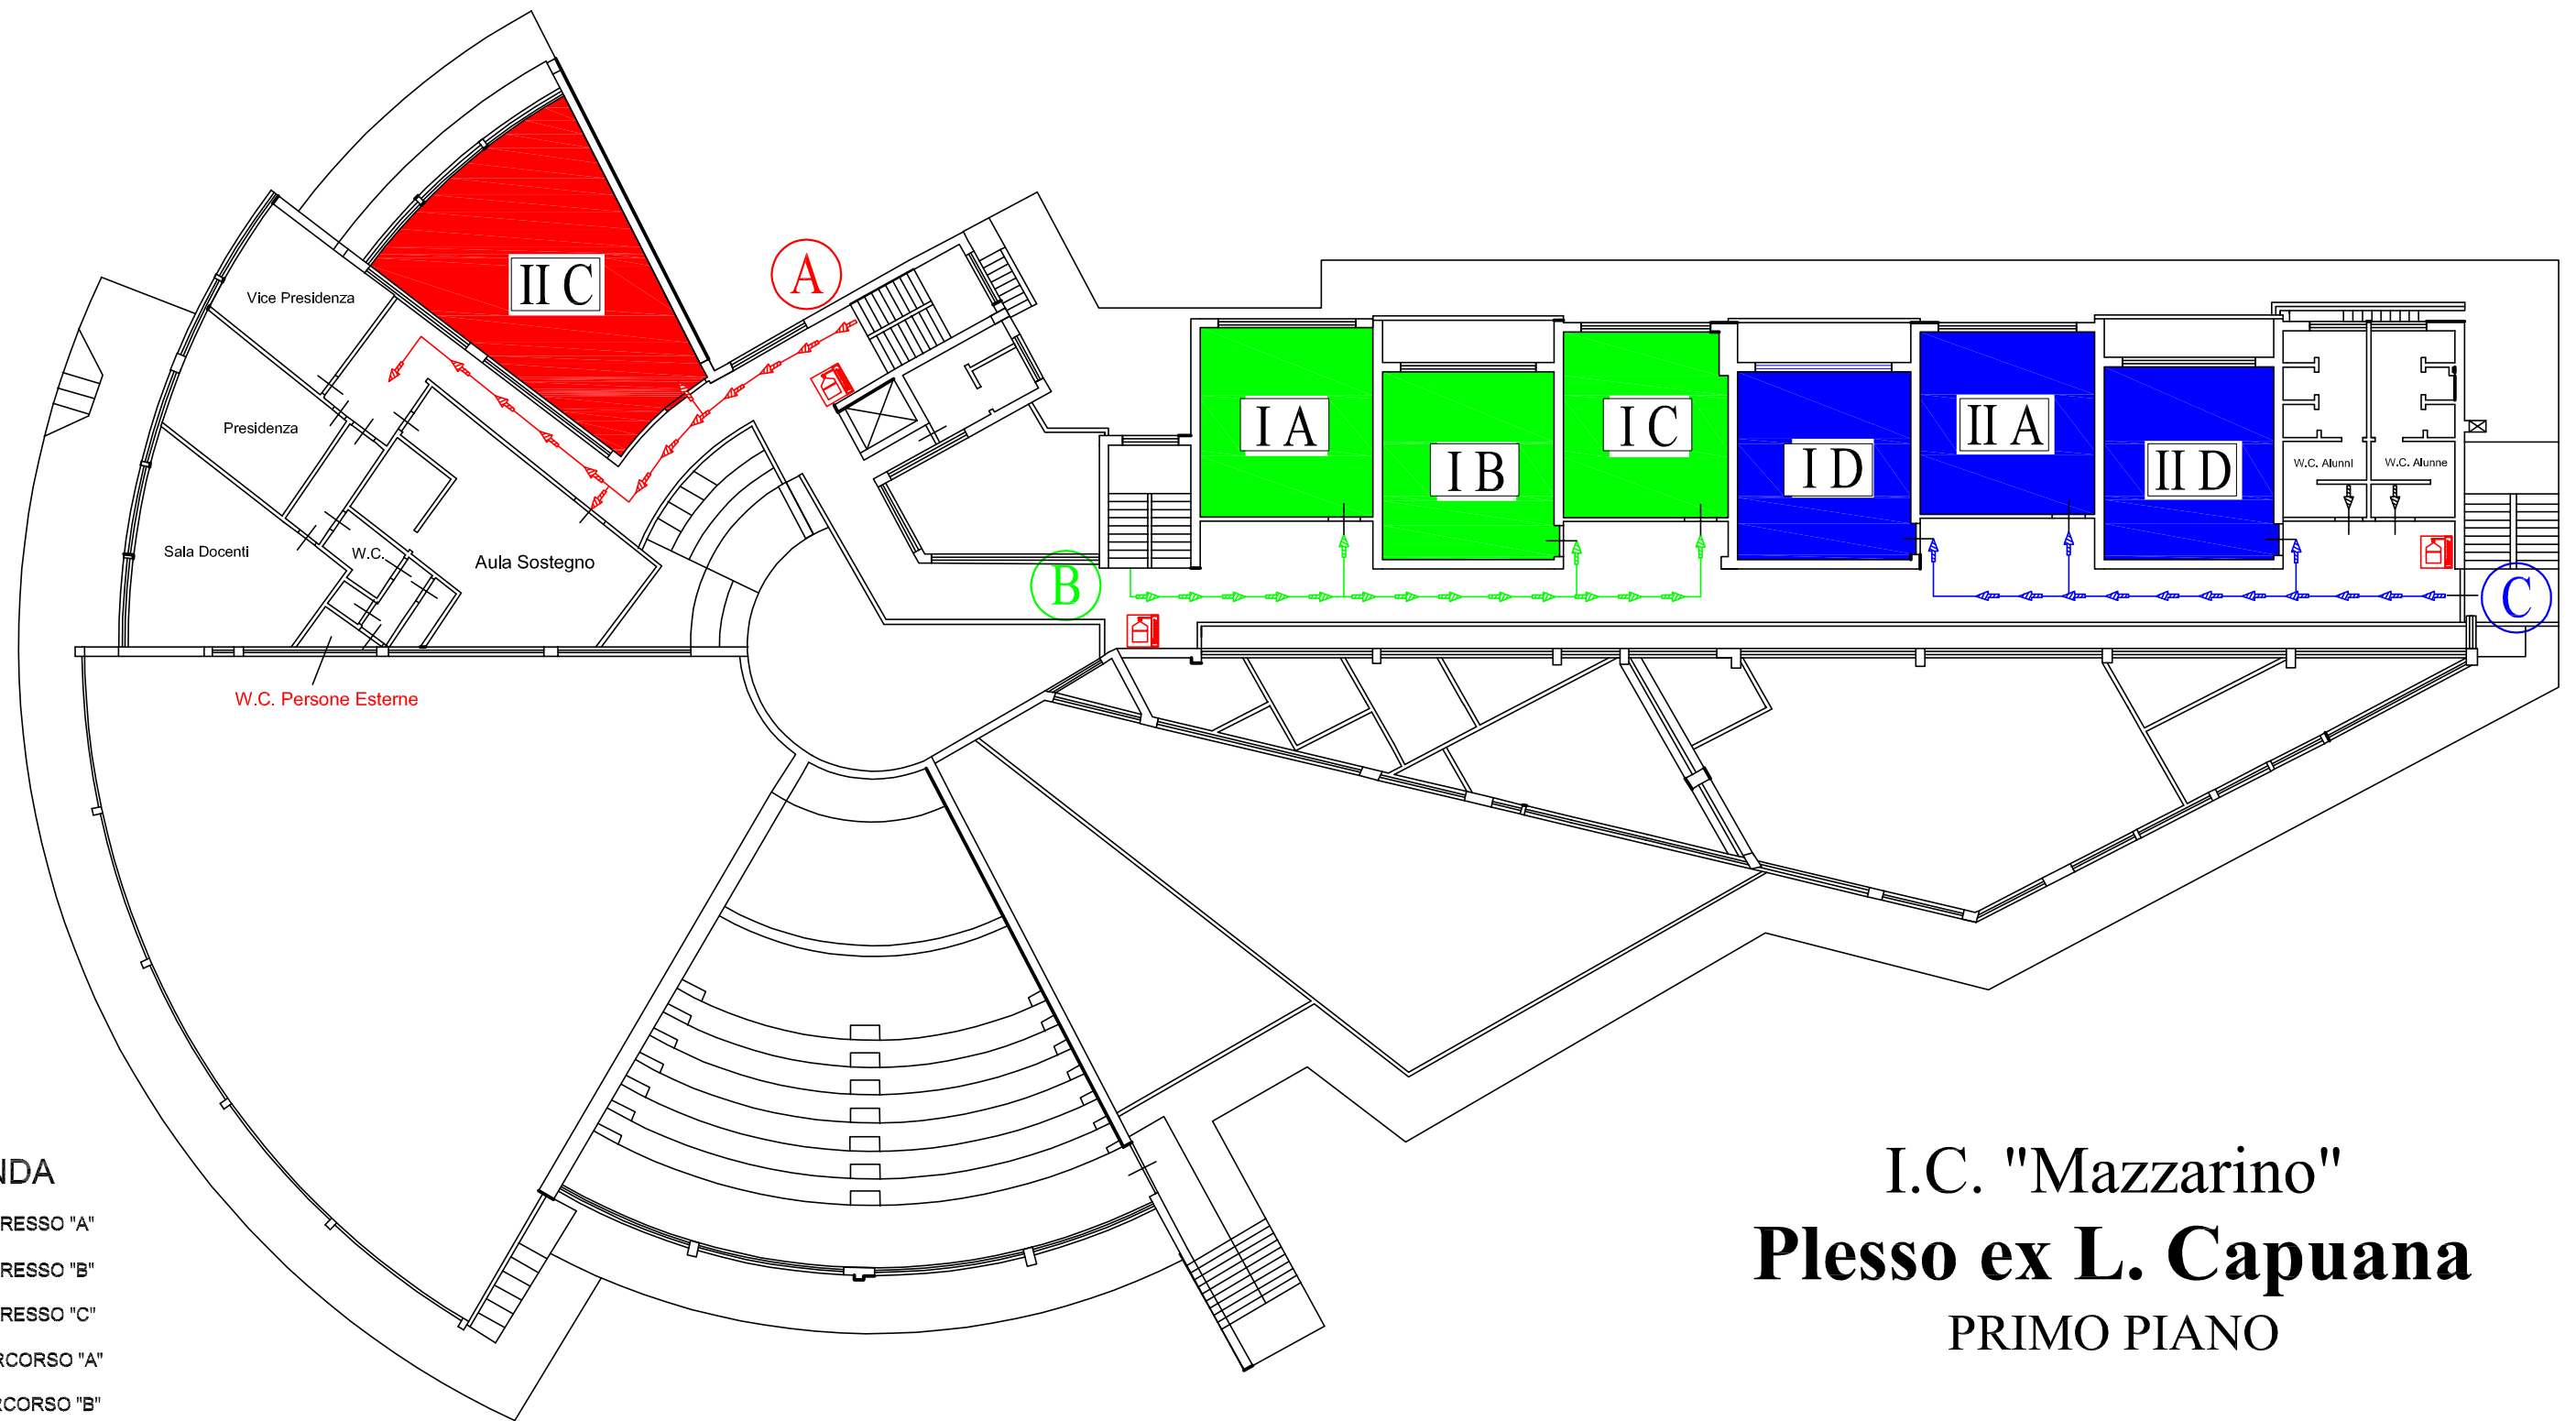 II C
A
Vice Presidenza
Presidenza
Sala Docenti
W.C.
Aula Sostegno
W.C. Persone Esterne
I A
I B
I C
I D
II A
II D
W.C. Alunni
W.C. Alunne
B
C
NDA
RESSO "A"
RESSO "B"
RESSO "C"
RCORSO "A"
RCORSO "B"
I.C. "Mazzarino"
Plesso ex L. Capuana
PRIMO PIANO